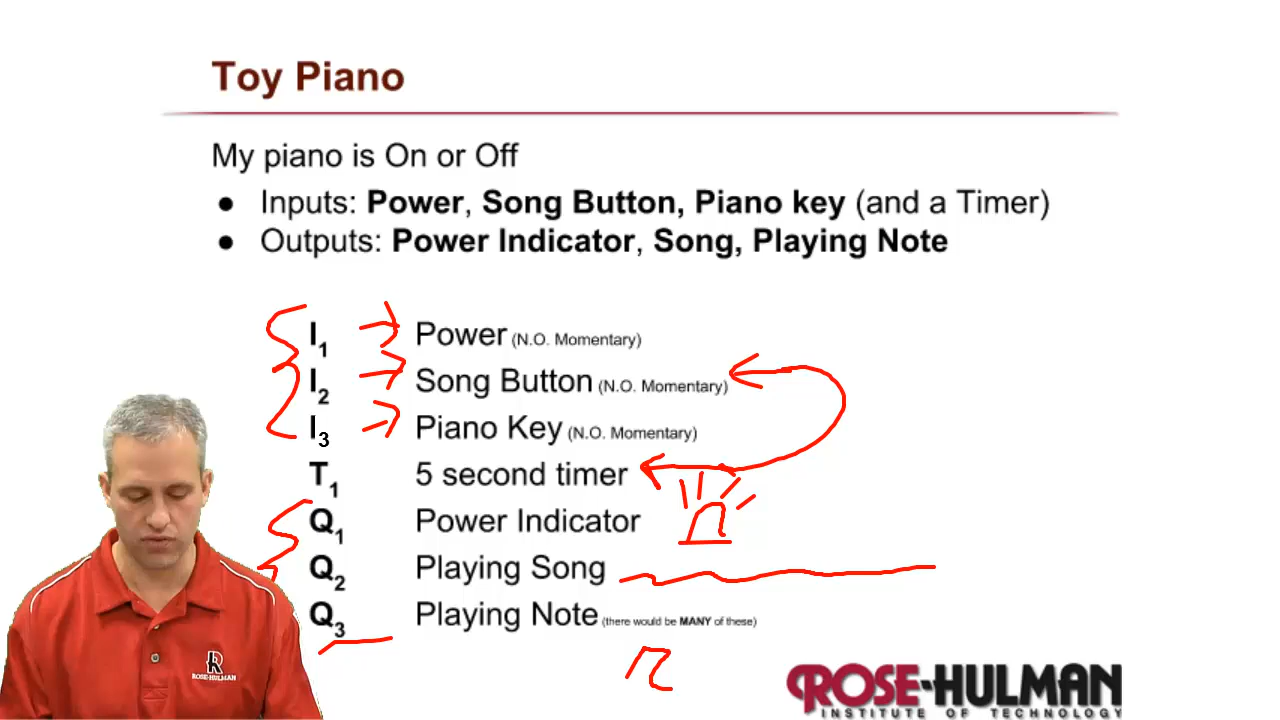 Toy Piano
My piano is On or Off
● Inputs: Power, Song Button, Piano key (and a Timer)
● Outputs: Power Indicator, Song, Playing Note
I1 Power (N.O. Momentary)
I2 Song Button (N.O. Momentary)
I3 Piano Key (N.O. Momentary)
T1 5 second timer
Q1 Power Indicator
Q2 Playing Song
Q3 Playing Note (there would be MANY of these)
ROSE-HULMAN
ROSE-HULMAN
INSTITUTE OF TECHNOLOGY